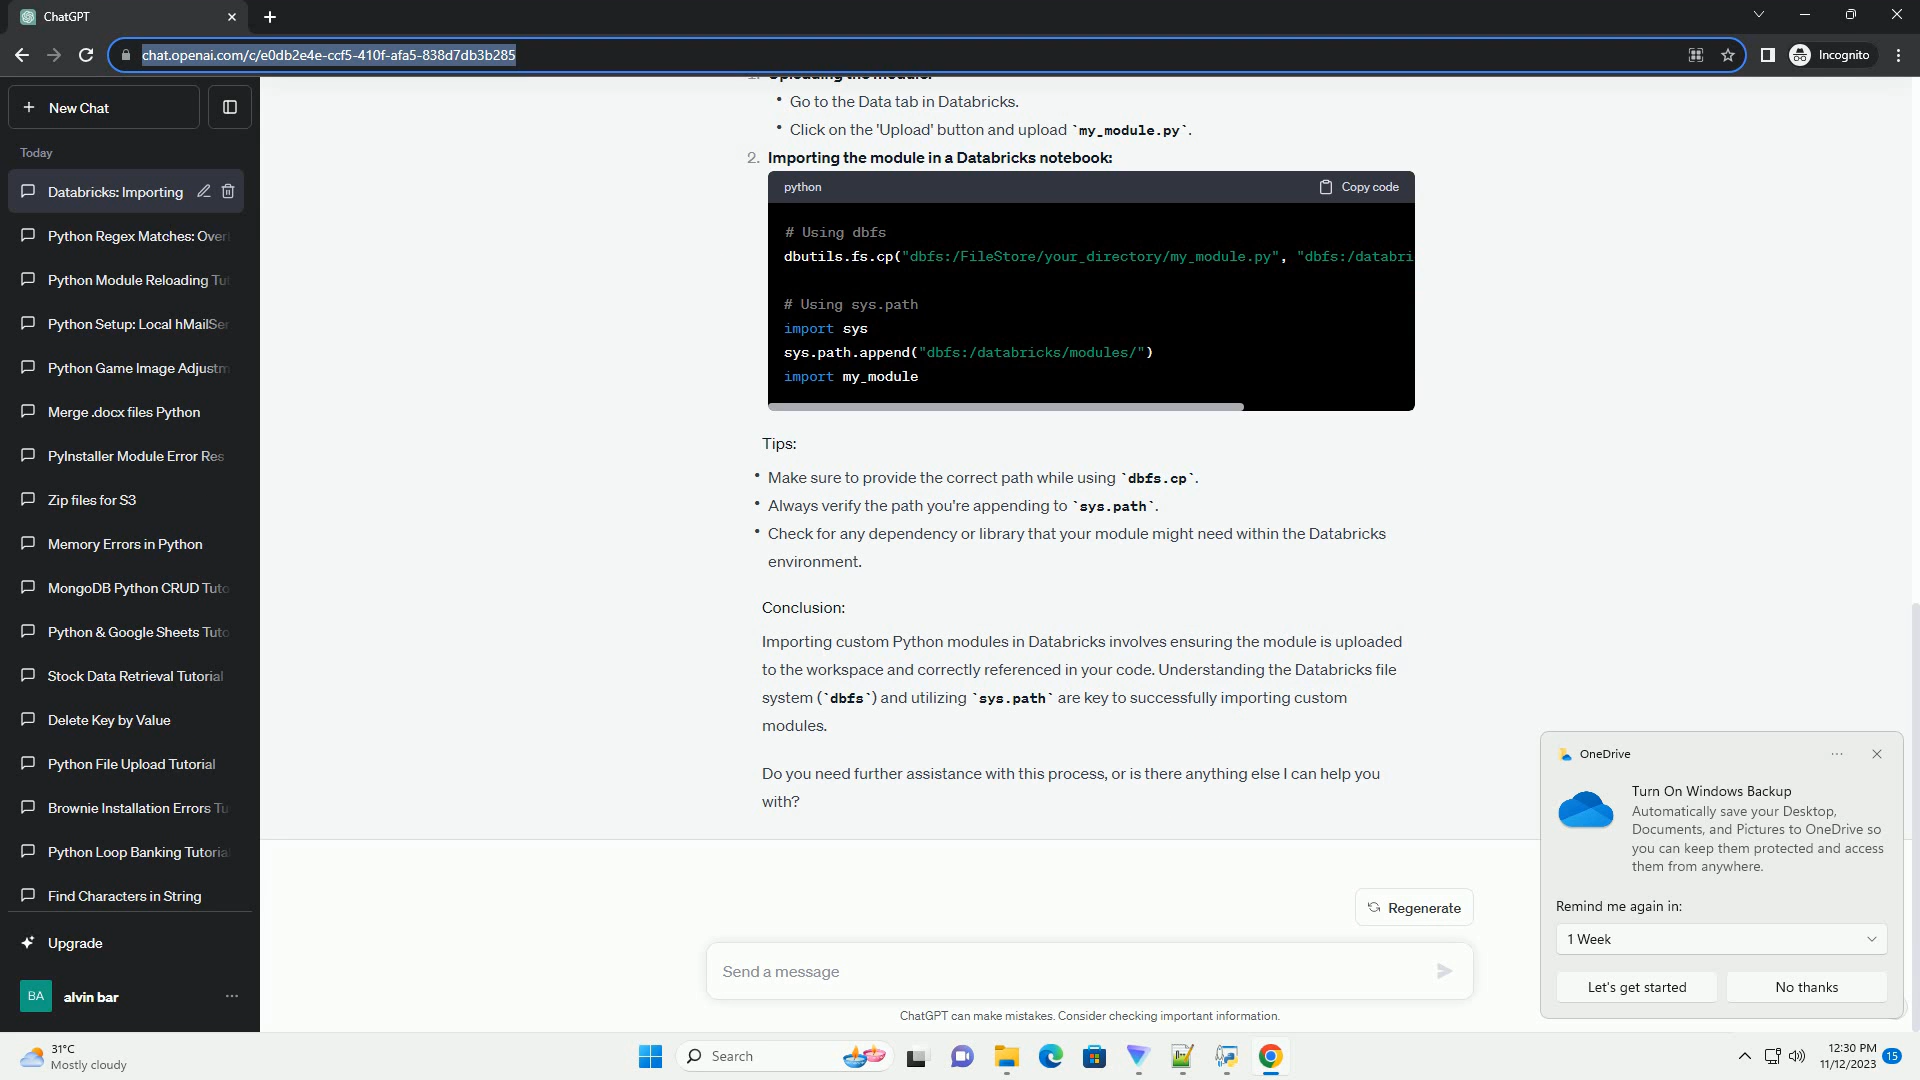 ChatGPT
chat.openai.com/c/e0db2e4e-ccf5-410f-afa5-838d7db3b285
Incognito
New Chat
Today
Databricks: Importing
Python Regex Matches: Over
Python Module Reloading Tut
Python Setup: Local hMailSer
Python Game Image Adjustm
Merge .docx files Python
PyInstaller Module Error Res
Zip files for S3
Memory Errors in Python
MongoDB Python CRUD Tuto
Python & Google Sheets Tuto
Stock Data Retrieval Tutorial
Delete Key by Value
Python File Upload Tutorial
Brownie Installation Errors Tu
Python Loop Banking Tutorial
Find Characters in String
Upgrade
BA
alvin bar
1. Uploading the module:
• Go to the Data tab in Databricks.
• Click on the 'Upload' button and upload `my_module.py`.
2. Importing the module in a Databricks notebook:
python
Copy code
# Using dbfs
dbutils.fs.cp("dbfs:/FileStore/your_directory/my_module.py", "dbfs:/databri
# Using sys.path
import sys
sys.path.append("dbfs:/databricks/modules/")
import my_module
Tips:
• Make sure to provide the correct path while using `dbfs.cp`.
• Always verify the path you're appending to `sys.path`.
• Check for any dependency or library that your module might need within the Databricks
environment.
Conclusion:
Importing custom Python modules in Databricks involves ensuring the module is uploaded
to the workspace and correctly referenced in your code. Understanding the Databricks file
system (`dbfs`) and utilizing `sys.path` are key to successfully importing custom
modules.
Do you need further assistance with this process, or is there anything else I can help you
with?
Regenerate
Send a message
ChatGPT can make mistakes. Consider checking important information.
OneDrive
Turn On Windows Backup
Automatically save your Desktop,
Documents, and Pictures to OneDrive so
you can keep them protected and access
them from anywhere.
Remind me again in:
1 Week
Let's get started
No thanks
31°C
Mostly cloudy
Search
12:30 PM
11/12/2023
15